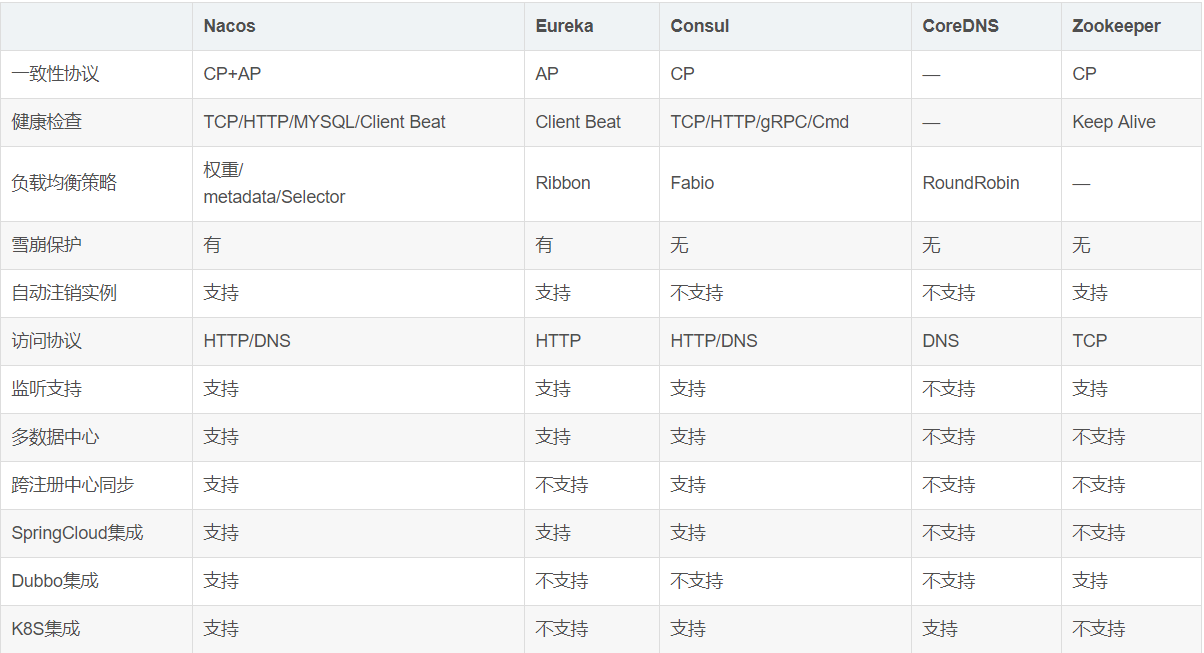 Nacos Eureka Consul CoreDNS Zookeeper
一致性协议 CP+AP AP CP — CP
健康检查 TCP/HTTP/MYSQL/Client Beat Client Beat TCP/HTTP/gRPC/Cmd — Keep Alive
负载均衡策略 权重/
metadata/Selector Ribbon Fabio RoundRobin —
雪崩保护 有 有 无 无 无
自动注销实例 支持 支持 不支持 不支持 支持
访问协议 HTTP/DNS HTTP HTTP/DNS DNS TCP
监听支持 支持 支持 支持 不支持 支持
多数据中心 支持 支持 支持 不支持 不支持
跨注册中心同步 支持 不支持 支持 不支持 不支持
SpringCloud集成 支持 支持 支持 不支持 不支持
Dubbo集成 支持 不支持 不支持 不支持 支持
K8S集成 支持 不支持 支持 支持 不支持